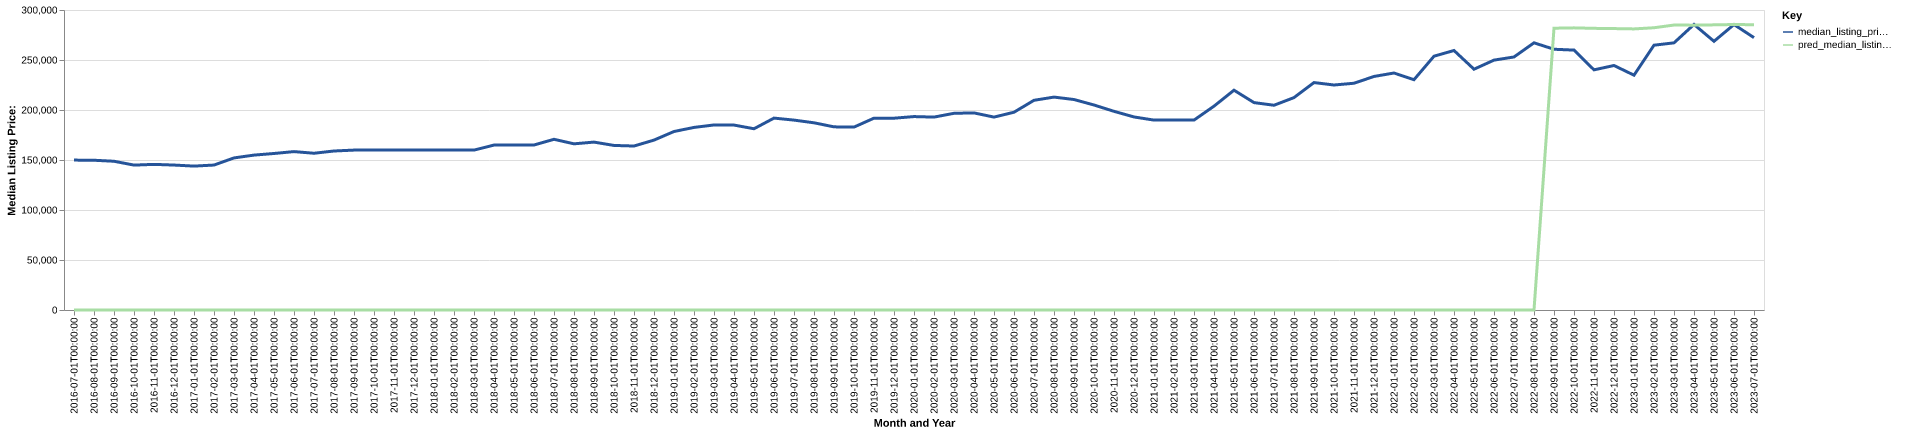 300,000
250,000
200,000
150,000
100,000
50,000
0
Median Listing Price:
2016-07-01T00:00:00
2016-08-01T00:00:00
2016-09-01T00:00:00
2016-10-01T00:00:00
2016-11-01T00:00:00
2016-12-01T00:00:00
2017-01-01T00:00:00
2017-02-01T00:00:00
2017-03-01T00:00:00
2017-04-01T00:00:00
2017-05-01T00:00:00
2017-06-01T00:00:00
2017-07-01T00:00:00
2017-08-01T00:00:00
2017-09-01T00:00:00
2017-10-01T00:00:00
2017-11-01T00:00:00
2017-12-01T00:00:00
2018-01-01T00:00:00
2018-02-01T00:00:00
2018-03-01T00:00:00
2018-04-01T00:00:00
2018-05-01T00:00:00
2018-06-01T00:00:00
2018-07-01T00:00:00
2018-08-01T00:00:00
2018-09-01T00:00:00
2018-10-01T00:00:00
2018-11-01T00:00:00
2018-12-01T00:00:00
2019-01-01T00:00:00
2019-02-01T00:00:00
2019-03-01T00:00:00
2019-04-01T00:00:00
2019-05-01T00:00:00
2019-06-01T00:00:00
2019-07-01T00:00:00
2019-08-01T00:00:00
2019-09-01T00:00:00
2019-10-01T00:00:00
2019-11-01T00:00:00
2019-12-01T00:00:00
2020-01-01T00:00:00
2020-02-01T00:00:00
2020-03-01T00:00:00
2020-04-01T00:00:00
2020-05-01T00:00:00
2020-06-01T00:00:00
2020-07-01T00:00:00
2020-08-01T00:00:00
2020-09-01T00:00:00
2020-10-01T00:00:00
2020-11-01T00:00:00
2020-12-01T00:00:00
2021-01-01T00:00:00
2021-02-01T00:00:00
2021-03-01T00:00:00
2021-04-01T00:00:00
2021-05-01T00:00:00
2021-06-01T00:00:00
2021-07-01T00:00:00
2021-08-01T00:00:00
2021-09-01T00:00:00
2021-10-01T00:00:00
2021-11-01T00:00:00
2021-12-01T00:00:00
2022-01-01T00:00:00
2022-02-01T00:00:00
2022-03-01T00:00:00
2022-04-01T00:00:00
2022-05-01T00:00:00
2022-06-01T00:00:00
2022-07-01T00:00:00
2022-08-01T00:00:00
2022-09-01T00:00:00
2022-10-01T00:00:00
2022-11-01T00:00:00
2022-12-01T00:00:00
2023-01-01T00:00:00
2023-02-01T00:00:00
2023-03-01T00:00:00
2023-04-01T00:00:00
2023-05-01T00:00:00
2023-06-01T00:00:00
2023-07-01T00:00:00
Month and Year
Key
median_listing_pri…
pred_median_listin…